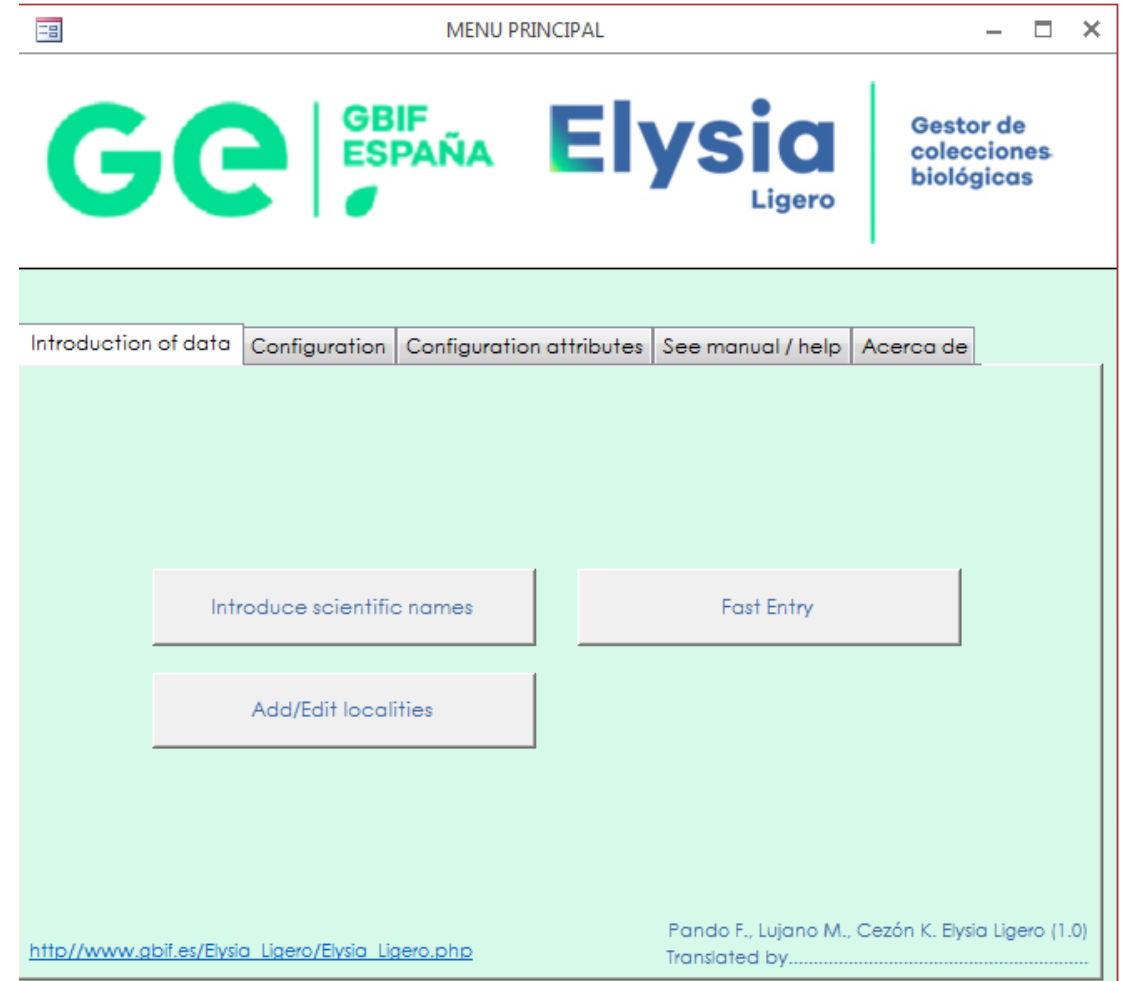 MENU PRINCIPAL
Ge
GBIF
ESPAÑA
Elysia
Ligero
Gestor de
colecciones
biológicas
Introduction of data
Configuration
Configuration attributes
See manual / help
Acerca de
Introduce scientific names
Fast Entry
Add/Edit localities
http//www.gbif.es/Elysia_Ligero/Elysia_Ligero.php
Pando F., Lujano M., Cezón K. Elysia Ligero (1.0)
Translated by............................................................